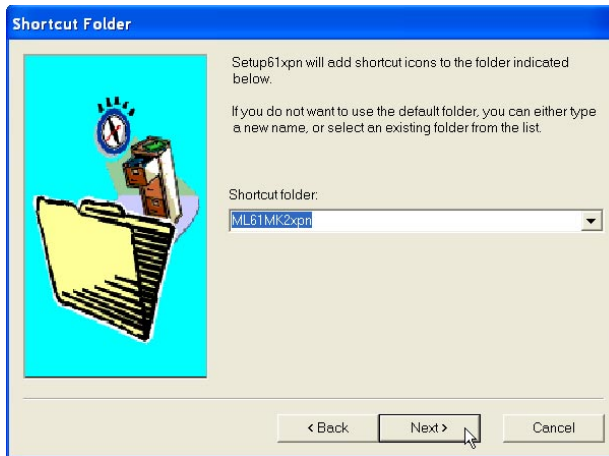 Shortcut Folder
Setup61xpn will add shortcut icons to the folder indicated
below.
If you do not want to use the default folder, you can either type
a new name, or select an existing folder from the list.
Shortcut folder:
ML61MK2xpn
< Back
Next >
Cancel